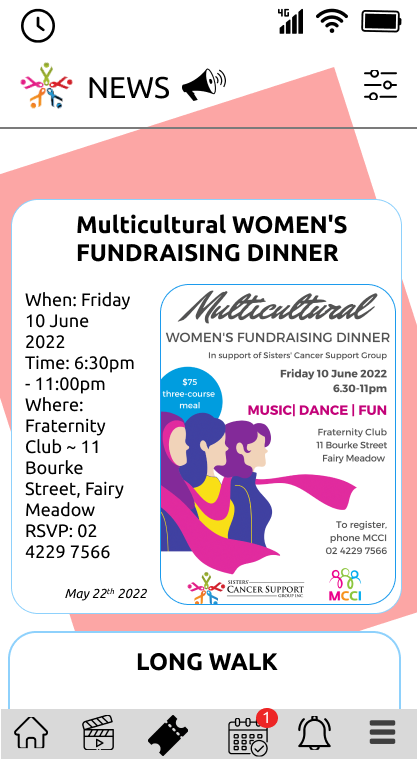 4G
NEWS
Multicultural WOMEN'S
FUNDRAISING DINNER
When: Friday
10 June
2022
Time: 6:30pm
- 11:00pm
Where:
Fraternity
Club ~ 11
Bourke
Street, Fairy
Meadow
RSVP: 02
4229 7566
May 22th 2022
Multicultural
WOMEN'S FUNDRAISING DINNER
In support of Sisters' Cancer Support Group
Friday 10 June 2022
6.30-11pm
$75
three-course
meal
MUSIC| DANCE | FUN
Fraternity Club
11 Bourke Street
Fairy Meadow
To register,
phone MCCI
02 4229 7566
SISTERS'
CANCER SUPPORT
GROUP INC
MCCI
LONG WALK
1